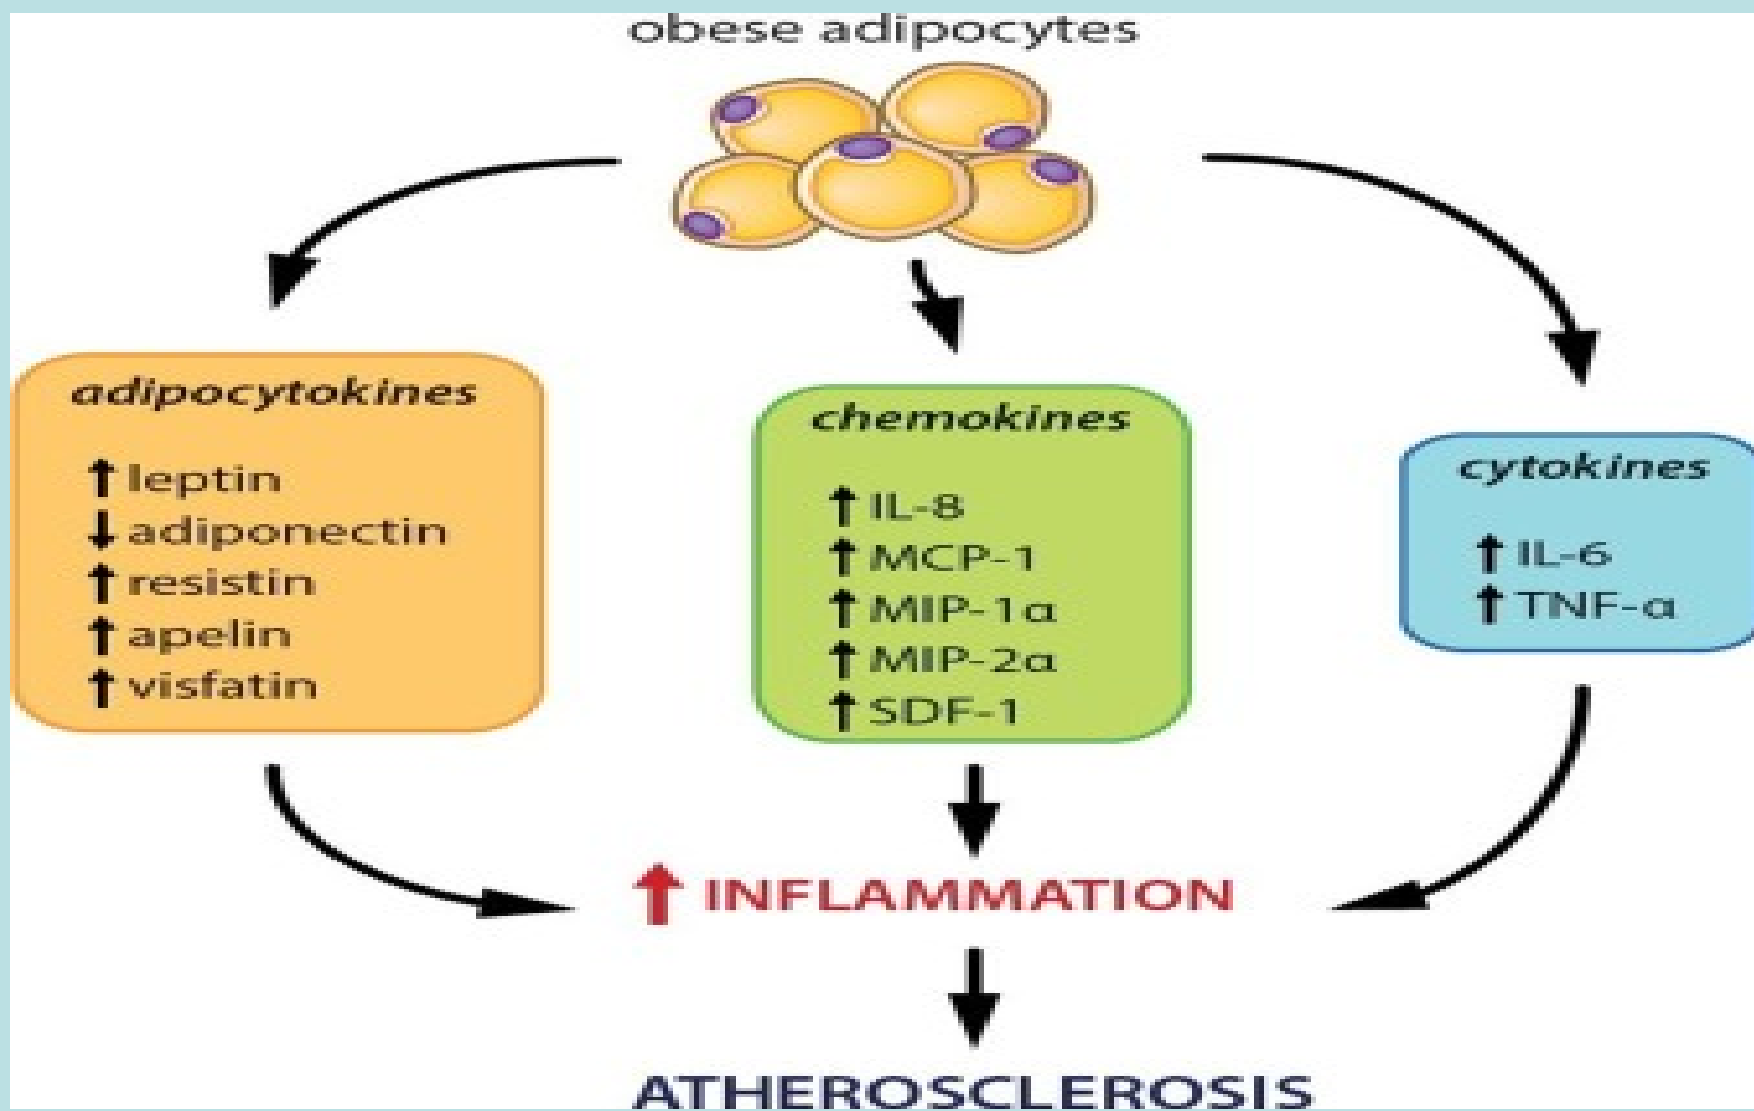 obese adipocytes
adipocytokines
↑ leptin
↓ adiponectin
↑ resistin
↑ apelin
↑ visfatin
chemokines
↑ IL-8
↑ MCP-1
↑ MIP-1α
↑ MIP-2α
↑ SDF-1
cytokines
↑ IL-6
↑ TNF-α
↑ INFLAMMATION
ATHEROSCLEROSIS